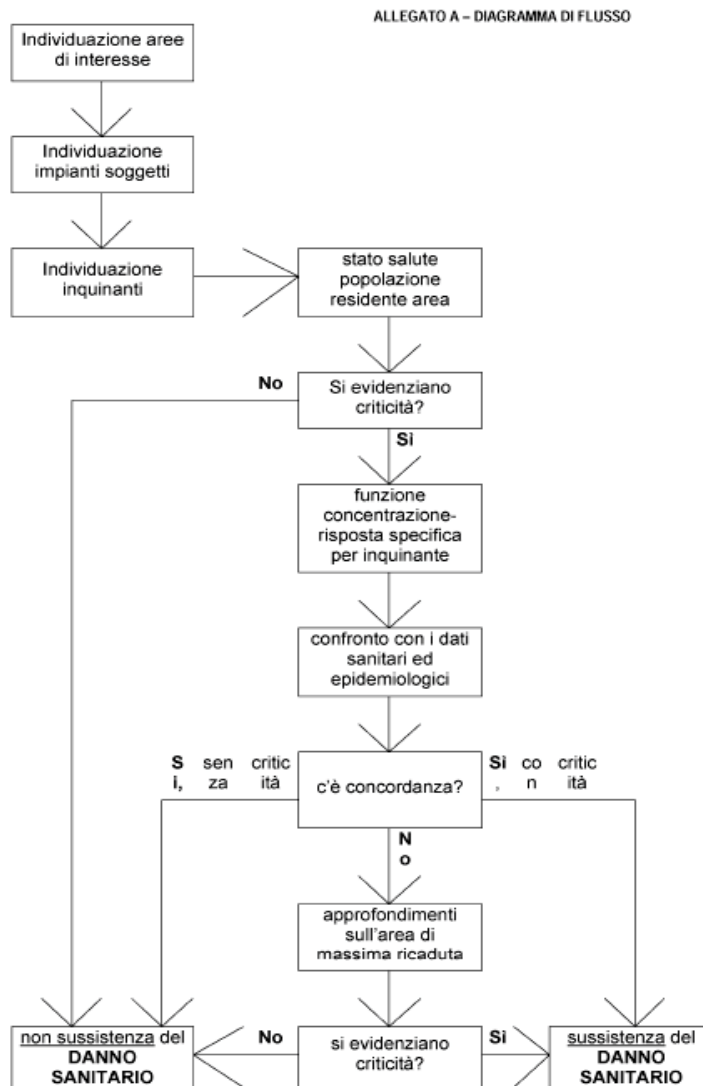 ALLEGATO A – DIAGRAMMA DI FLUSSO
Individuazione aree
di interesse
Individuazione
impianti soggetti
Individuazione
inquinanti
stato salute
popolazione
residente area
No
Si evidenziano
criticità?
Sì
funzione
concentrazione-
risposta specifica
per inquinante
confronto con i dati
sanitari ed
epidemiologici
S sen critic
i, za ità
c'è concordanza?
Sì co critic
, n ità
N
o
approfondimenti
sull'area di
massima ricaduta
non sussistenza del
DANNO
SANITARIO
No
si evidenziano
criticità?
Sì
sussistenza del
DANNO
SANITARIO